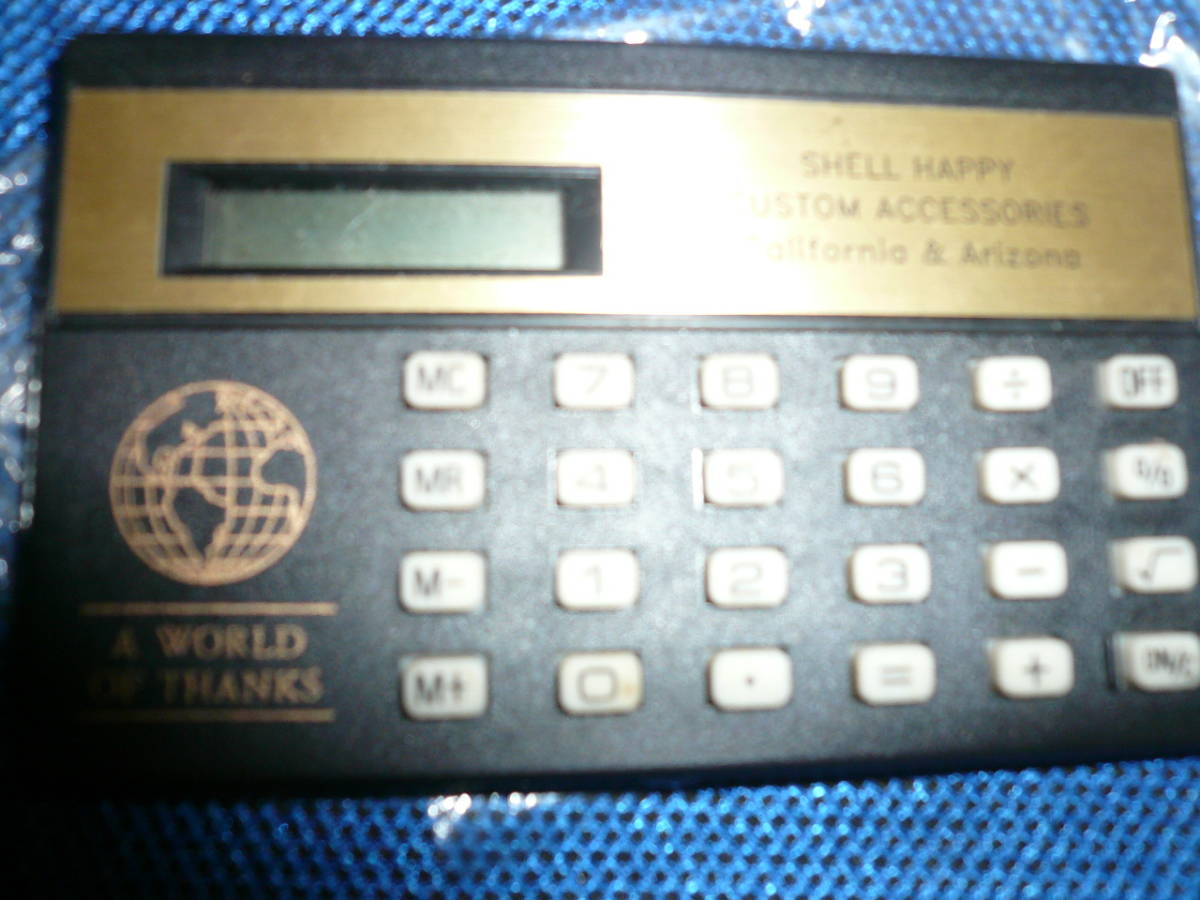 SHELL HAPPY
CUSTOM ACCESSORIES
California & Arizona
MC 7 8 9 ÷ OFF
MR 4 5 6 ×
M- 1 2 3 - √
M+ 0 . = +
A WORLD
OF THANKS